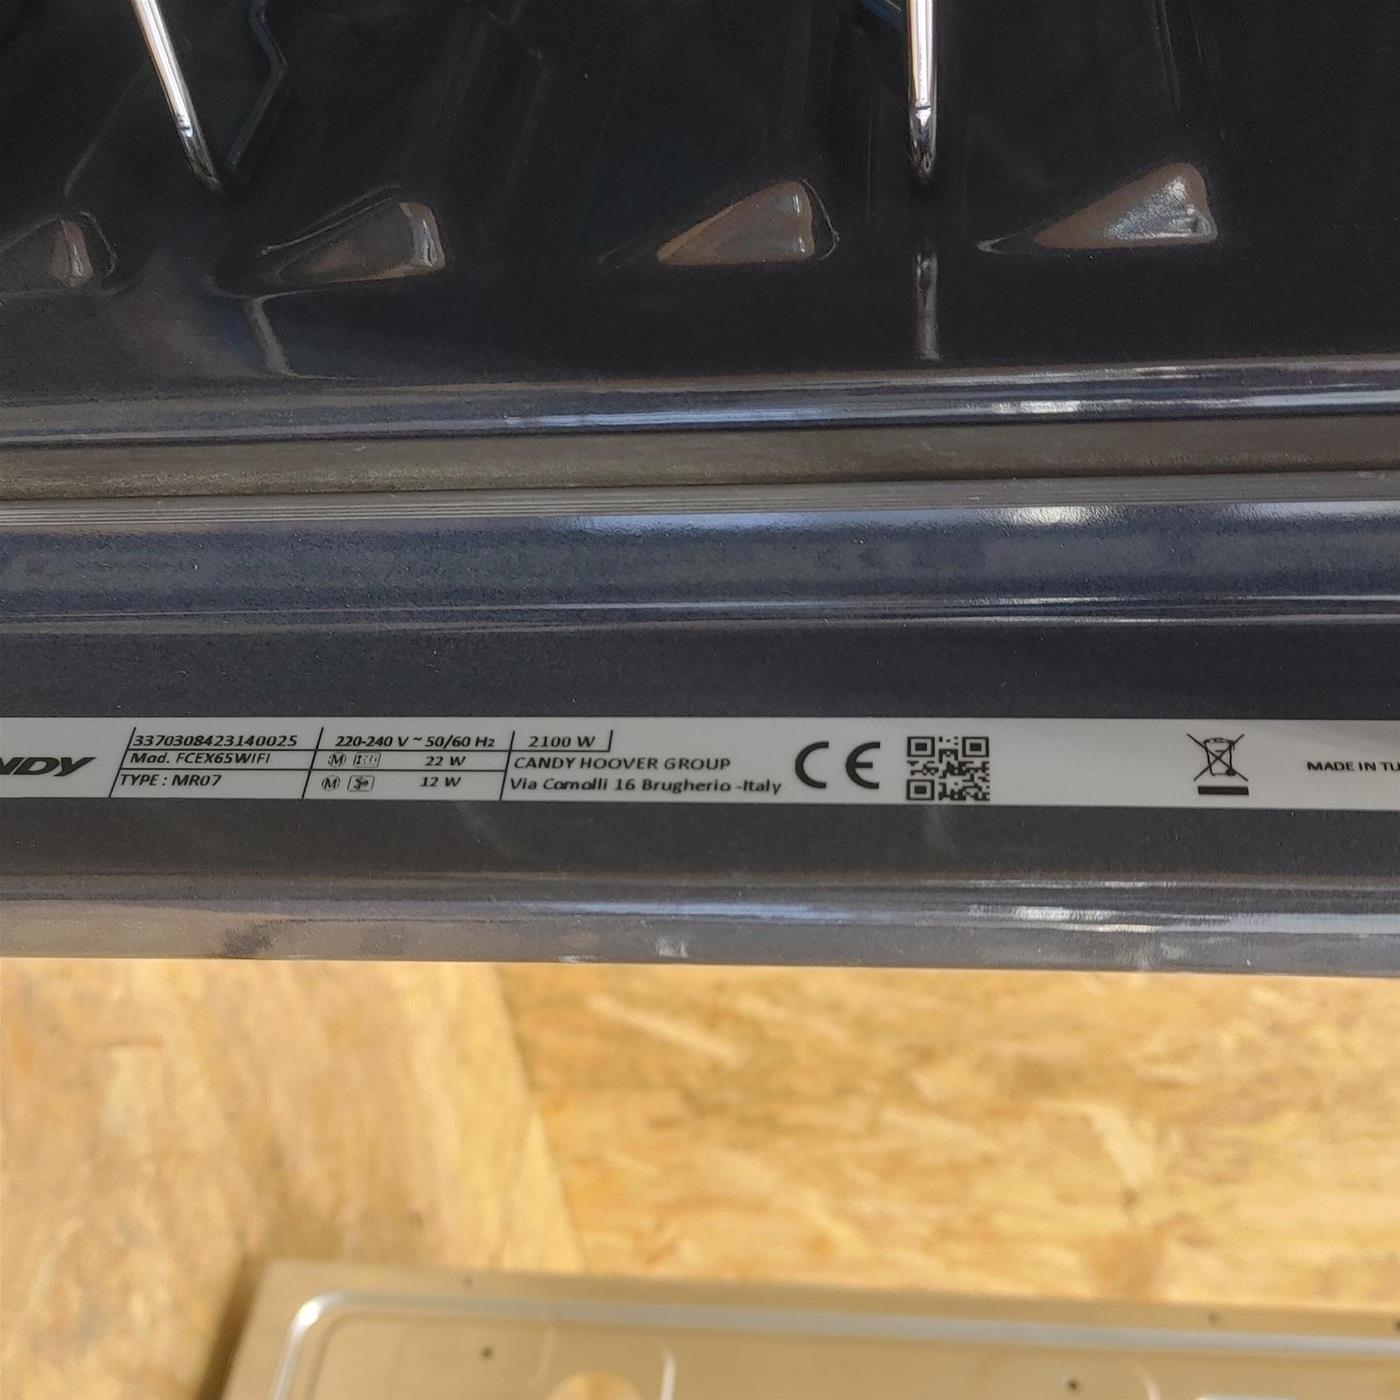 NDY
3370308423140025
Mod. FCEX65WIFI
TYPE : MR07
220-240 V ~ 50/60 Hz
M 22 W
M 12 W
2100 W
CANDY HOOVER GROUP
Via Comolli 16 Brugherio -Italy
CE
MADE IN TU